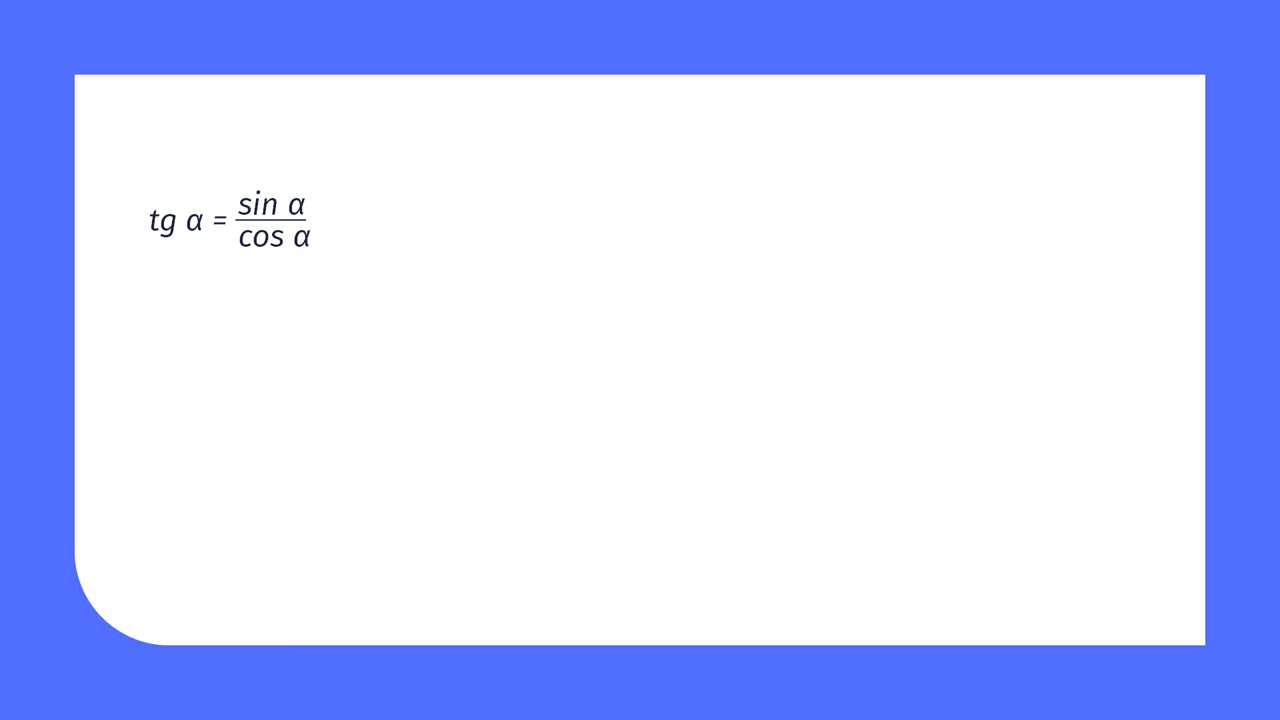 tg α = sin α / cos α